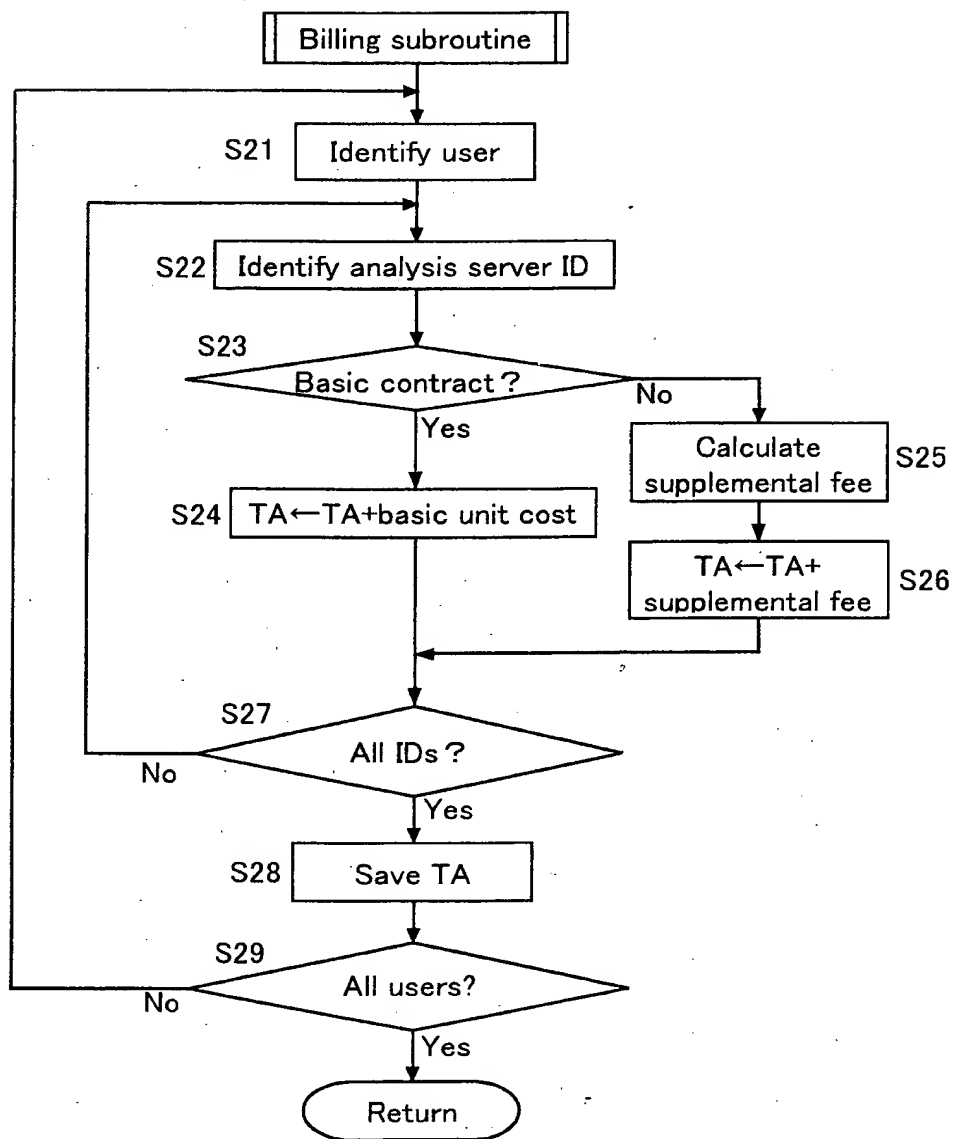 Billing subroutine
S21
Identify user
S22
Identify analysis server ID
S23
Basic contract?
No
Yes
Calculate
supplemental fee
S25
S24
TA←TA+basic unit cost
TA←TA+
supplemental fee
S26
S27
All IDs?
No
Yes
S28
Save TA
S29
All users?
No
Yes
Return